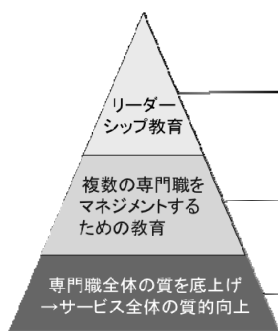 リーダー
シップ教育
複数の専門職を
マネジメントする
ための教育
専門職全体の質を底上げ
→サービス全体の質的向上